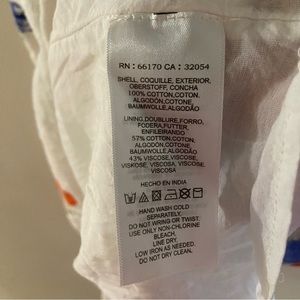 RN : 66170 CA : 32054
SHELL, COQUILLE, EXTERIOR,
OBERSTOFF, CONCHA
100% COTTON,COTON,
ALGODÓN,COTONE,
BAUMWOLLE,ALGODÃO
LINING,DOUBLURE,FORRO,
FODERA,FUTTER,
ENFILEIRANDO
57% COTTON,COTON,
ALGODÓN,COTONE,
BAUMWOLLE,ALGODÃO
43% VISCOSE,VISCOSE,
VISKOSE, VISCOSA, VISCOSE
HECHO EN INDIA
HAND WASH COLD
SEPARATELY.
DO NOT WRING OR TWIST.
USE ONLY NON-CHLORINE
BLEACH.
LINE DRY.
LOW IRON AS NEEDED.
DO NOT DRY CLEAN.